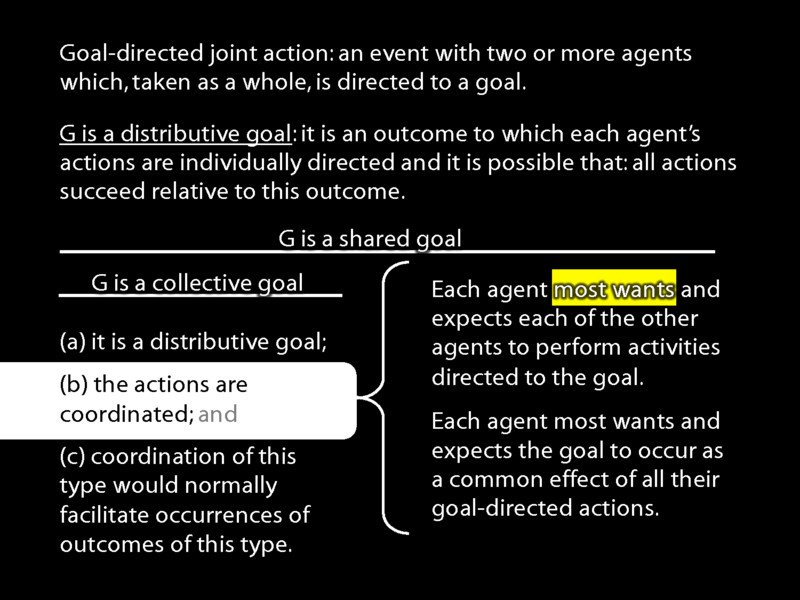 Goal-directed joint action: an event with two or more agents
which, taken as a whole, is directed to a goal.
G is a distributive goal: it is an outcome to which each agent’s
actions are individually directed and it is possible that: all actions
succeed relative to this outcome.
G is a shared goal
G is a collective goal
(a) it is a distributive goal;
(b) the actions are
coordinated; and
(c) coordination of this
type would normally
facilitate occurrences of
outcomes of this type.
Each agent most wants and
expects each of the other
agents to perform activities
directed to the goal.
Each agent most wants and
expects the goal to occur as
a common effect of all their
goal-directed actions.